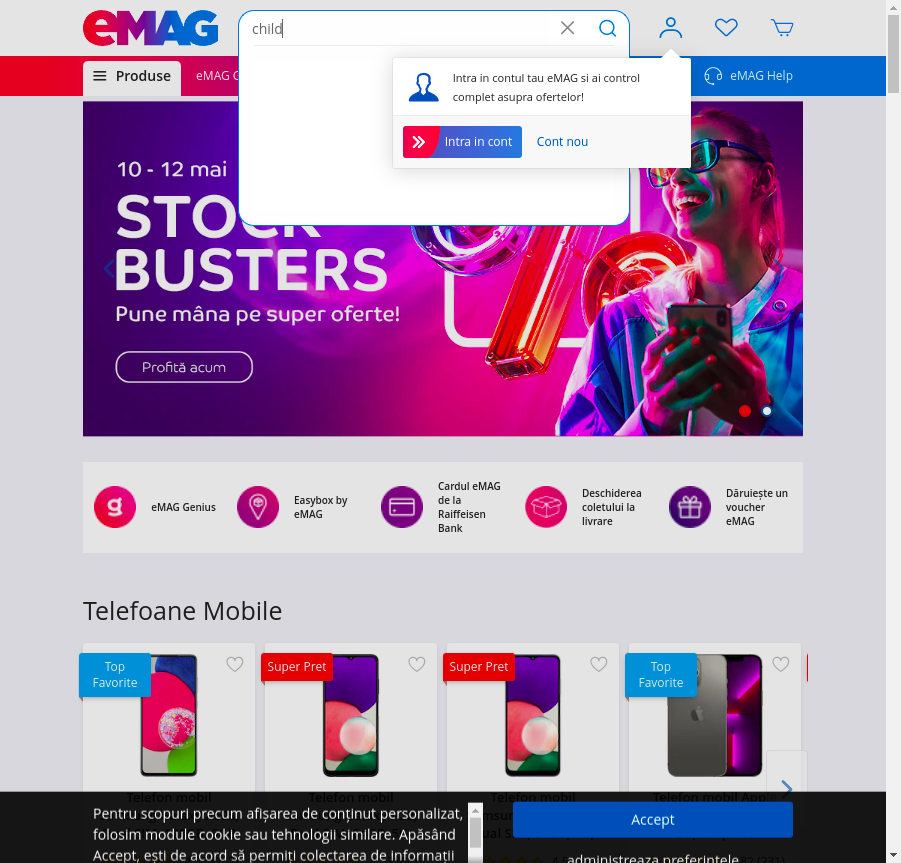 eMAG
child
Produse
eMAG G
eMAG Help
Intra in contul tau eMAG si ai control
complet asupra ofertelor!
Intra in cont
Cont nou
10 - 12 mai
STOCK
BUSTERS
Pune mâna pe super oferte!
Profită acum
g
eMAG Genius
Easybox by
eMAG
Cardul eMAG
de la
Raiffeisen
Bank
Deschiderea
coletului la
livrare
Dăruiește un
voucher
eMAG
Telefoane Mobile
Top
Favorite
Super Pret
Super Pret
Top
Favorite
Telefon mobil
Telefon mobil
Telefon mobil
Telefon mobil Appl
Pentru scopuri precum afișarea de conținut personalizat,
folosim module cookie sau tehnologii similare. Apăsând
Accept, ești de acord să permiți colectarea de informații
Accept
administreaza preferintele